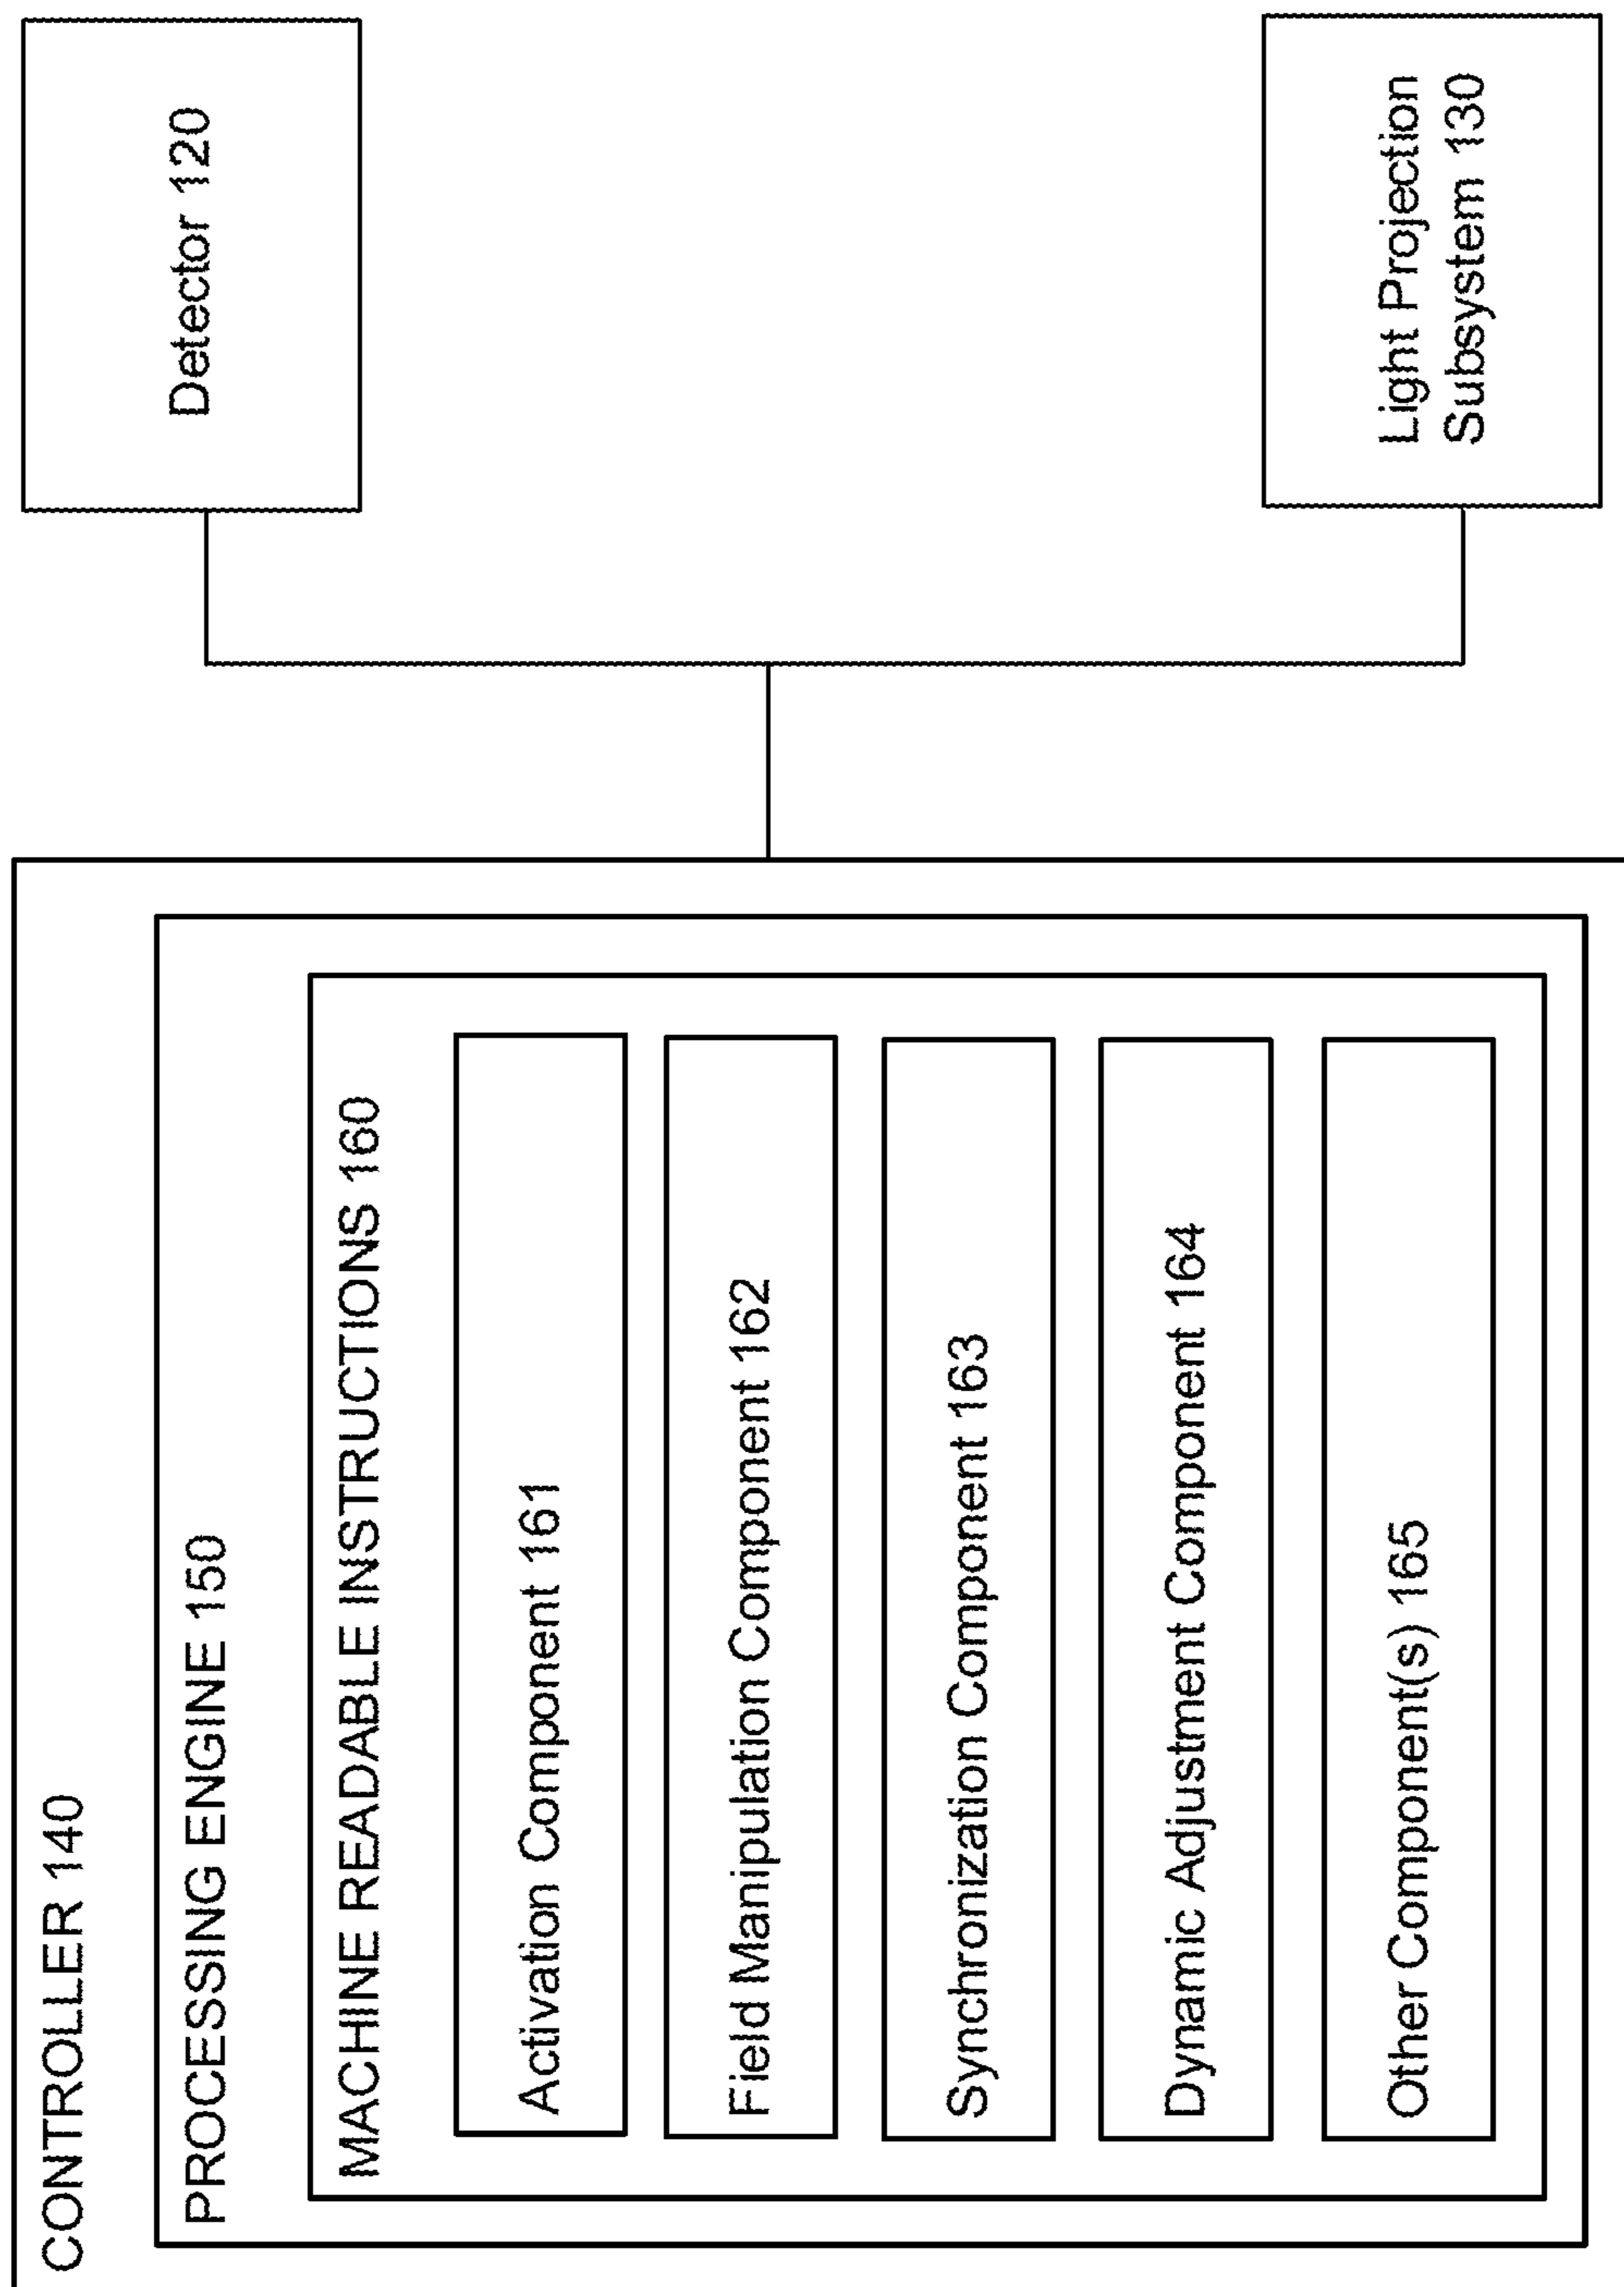 CONTROLLER 140
PROCESSING ENGINE 150
MACHINE READABLE INSTRUCTIONS 160
Activation Component 161
Field Manipulation Component 162
Synchronization Component 163
Dynamic Adjustment Component 164
Other Component(s) 165
Detector 120
Light Projection
Subsystem 130